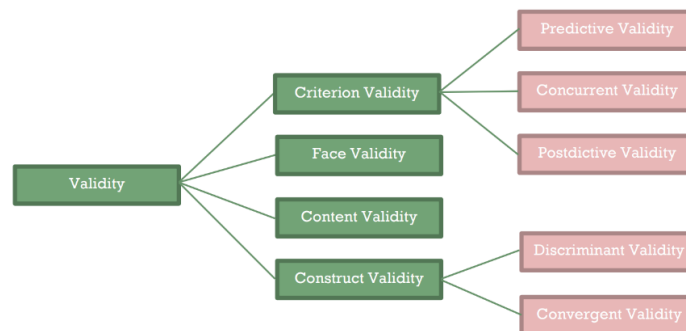 Predictive Validity
Criterion Validity
Concurrent Validity
Face Validity
Postdictive Validity
Validity
Content Validity
Discriminant Validity
Construct Validity
Convergent Validity